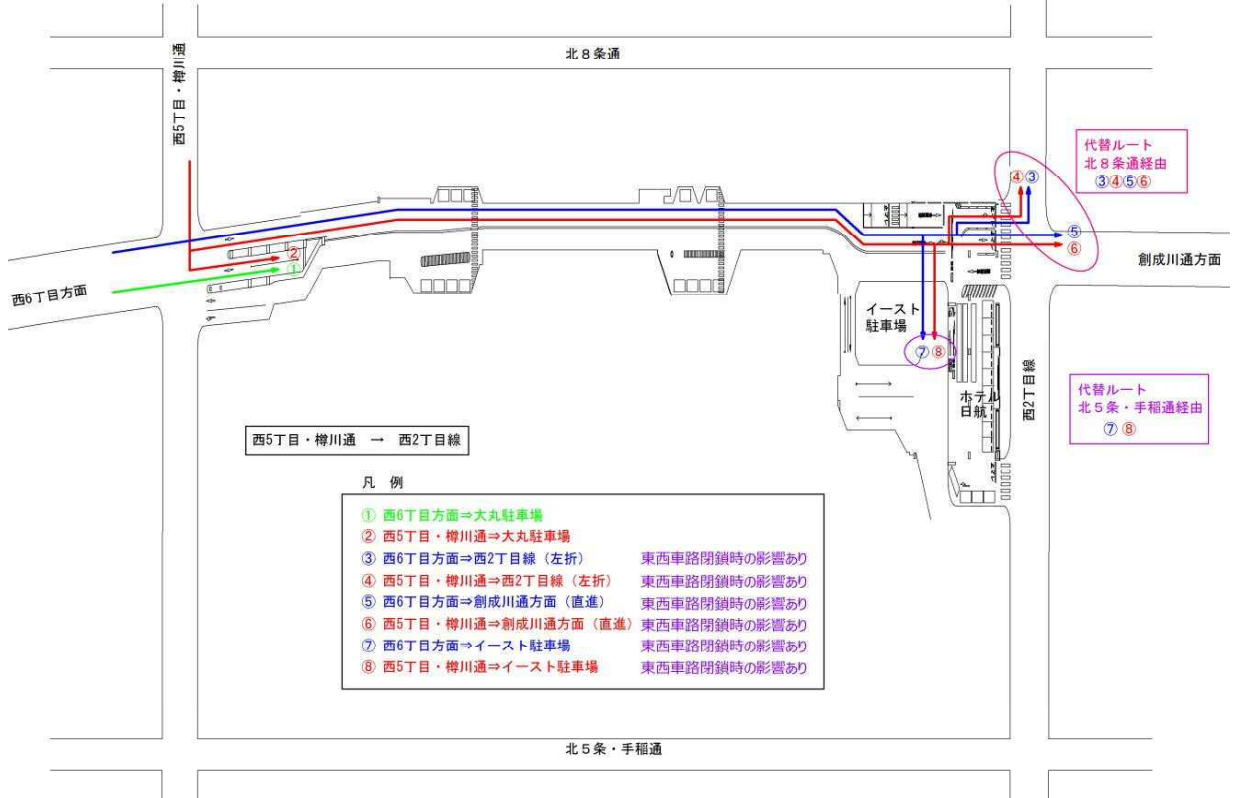 北8条通
西5丁目・樽川通
代替ルート
北8条通経由
③④⑤⑥
④③
⑤
⑥
②
①
創成川通方面
西6丁目方面
イースト
駐車場
⑦⑧
西2丁目線
ホテル
日航
代替ルート
北5条・手稲通経由
⑦⑧
西5丁目・樽川通 → 西2丁目線
凡 例
① 西6丁目方面⇒大丸駐車場
② 西5丁目・樽川通⇒大丸駐車場
③ 西6丁目方面⇒西2丁目線(左折) 東西車路閉鎖時の影響あり
④ 西5丁目・樽川通⇒西2丁目線(左折) 東西車路閉鎖時の影響あり
⑤ 西6丁目方面⇒創成川通方面(直進) 東西車路閉鎖時の影響あり
⑥ 西5丁目・樽川通⇒創成川通方面(直進) 東西車路閉鎖時の影響あり
⑦ 西6丁目方面⇒イースト駐車場 東西車路閉鎖時の影響あり
⑧ 西5丁目・樽川通⇒イースト駐車場 東西車路閉鎖時の影響あり
北5条・手稲通